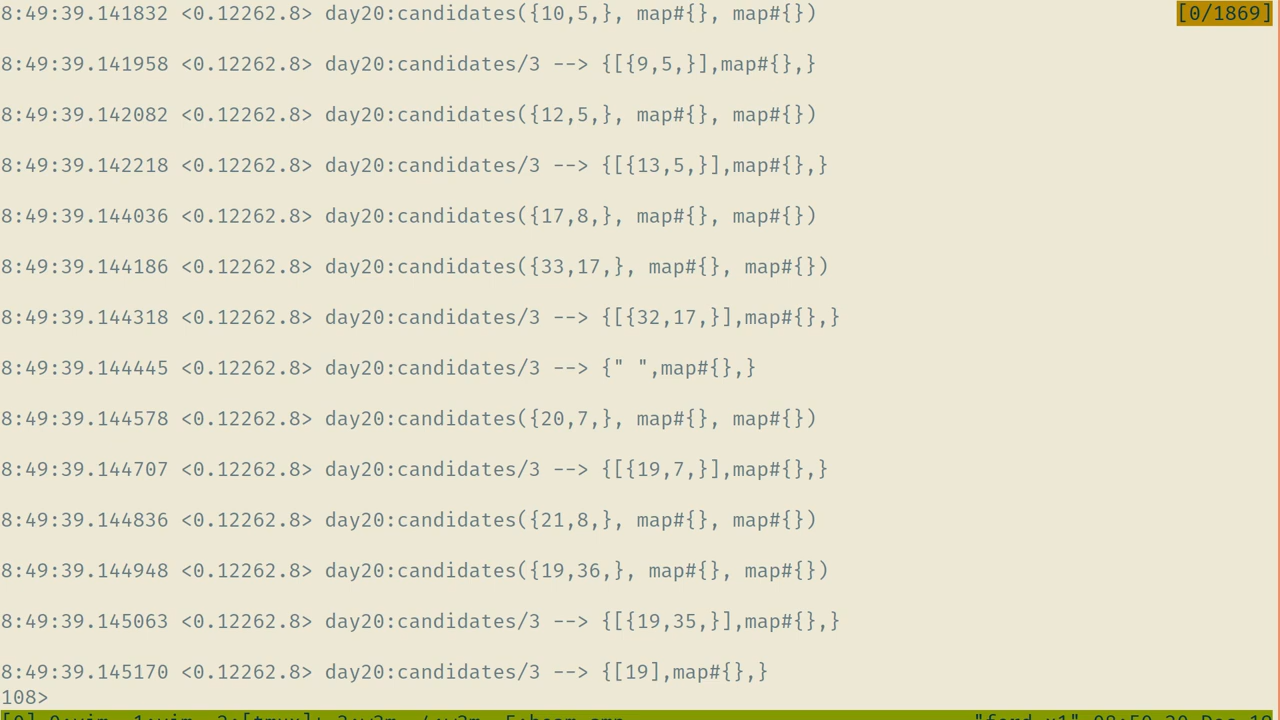 8:49:39.141832 <0.12262.8> day20:candidates({10,5,}, map#{}, map#{}) [0/1869]
8:49:39.141958 <0.12262.8> day20:candidates/3 --> {[{9,5,}],map#{},}
8:49:39.142082 <0.12262.8> day20:candidates({12,5,}, map#{}, map#{})
8:49:39.142218 <0.12262.8> day20:candidates/3 --> {[{13,5,}],map#{},}
8:49:39.144036 <0.12262.8> day20:candidates({17,8,}, map#{}, map#{})
8:49:39.144186 <0.12262.8> day20:candidates({33,17,}, map#{}, map#{})
8:49:39.144318 <0.12262.8> day20:candidates/3 --> {[{32,17,}],map#{},}
8:49:39.144445 <0.12262.8> day20:candidates/3 --> {" ",map#{},}
8:49:39.144578 <0.12262.8> day20:candidates({20,7,}, map#{}, map#{})
8:49:39.144707 <0.12262.8> day20:candidates/3 --> {[{19,7,}],map#{},}
8:49:39.144836 <0.12262.8> day20:candidates({21,8,}, map#{}, map#{})
8:49:39.144948 <0.12262.8> day20:candidates({19,36,}, map#{}, map#{})
8:49:39.145063 <0.12262.8> day20:candidates/3 --> {[{19,35,}],map#{},}
8:49:39.145170 <0.12262.8> day20:candidates/3 --> {[19],map#{},}
108>